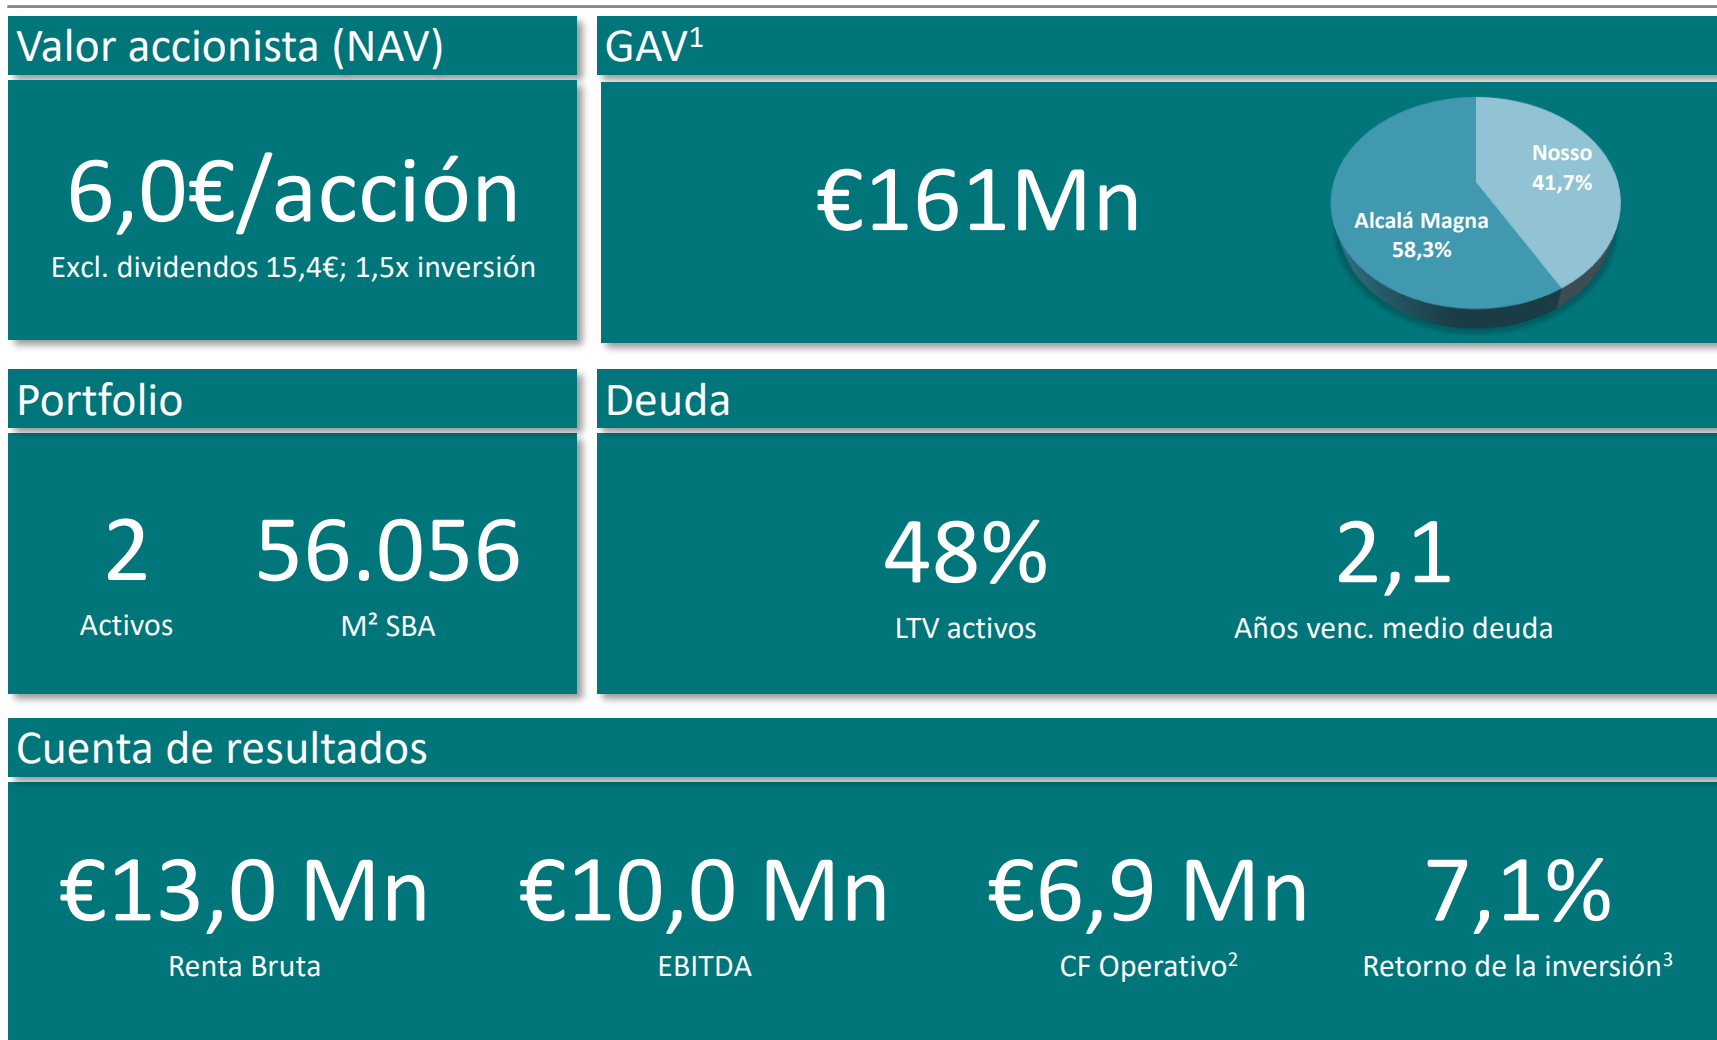 Valor accionista (NAV)
6,0€/acción
Excl. dividendos 15,4€; 1,5x inversión
GAV¹
€161Mn
Nosso
41,7%
Alcalá Magna
58,3%
Portfolio
2
Activos
56.056
M² SBA
Deuda
48%
LTV activos
2,1
Años venc. medio deuda
Cuenta de resultados
€13,0 Mn
Renta Bruta
€10,0 Mn
EBITDA
€6,9 Mn
CF Operativo²
7,1%
Retorno de la inversión³